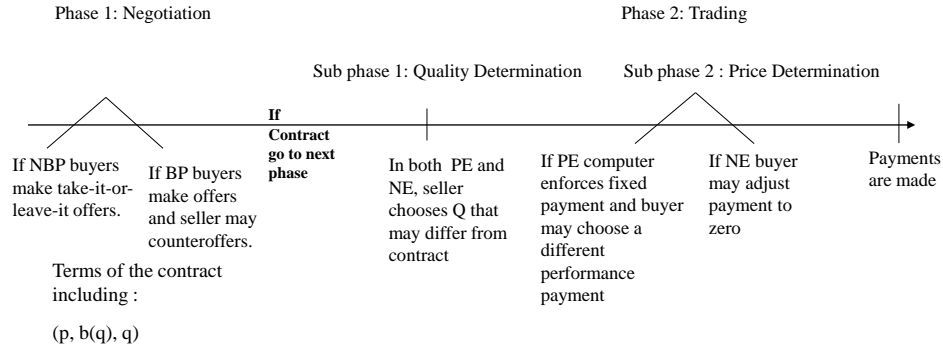 Phase 1: Negotiation
Phase 2: Trading
Sub phase 1: Quality Determination
Sub phase 2 : Price Determination
If
Contract
go to next
phase
If NBP buyers
make take-it-or-
leave-it offers.
If BP buyers
make offers
and seller may
counteroffers.
In both PE and
NE, seller
chooses Q that
may differ from
contract
If PE computer
enforces fixed
payment and buyer
may choose a
different
performance
payment
If NE buyer
may adjust
payment to
zero
Payments
are made
Terms of the contract
including :
(p, b(q), q)